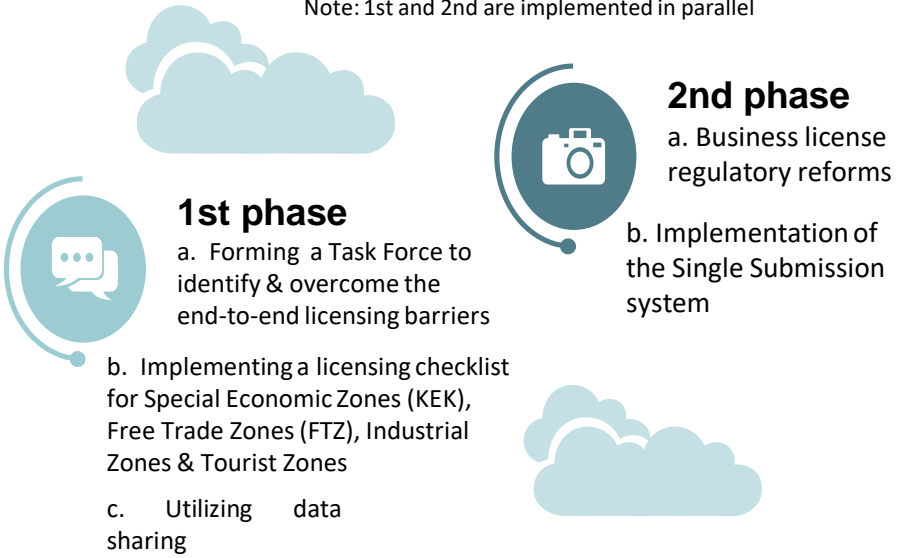 Note: 1st and 2nd are implemented in parallel
1st phase
a. Forming a Task Force to
identify & overcome the
end-to-end licensing barriers
b. Implementing a licensing checklist
for Special Economic Zones (KEK),
Free Trade Zones (FTZ), Industrial
Zones & Tourist Zones
c. Utilizing data
sharing
2nd phase
a. Business license
regulatory reforms
b. Implementation of
the Single Submission
system